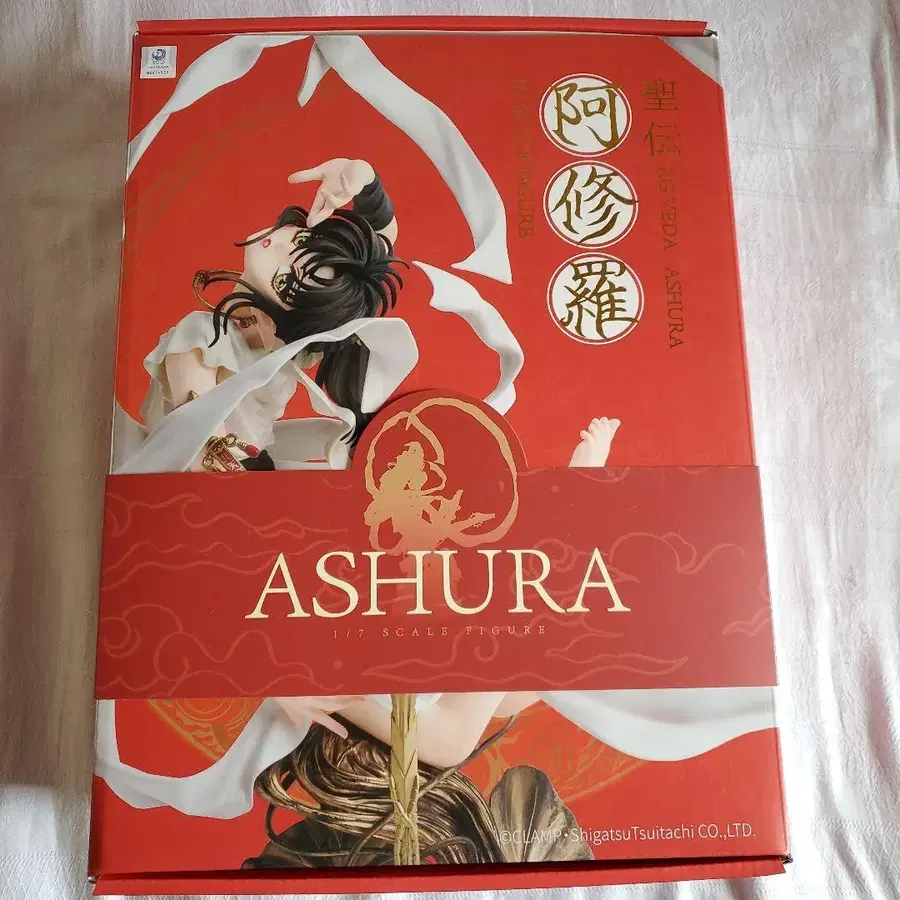 聖伝 RG VEDA ASHURA
阿修羅
1/7 SCALE FIGURE
ASHURA
1/7 SCALE FIGURE
©CLAMP・ShigatsuTsuitachi CO.,LTD.